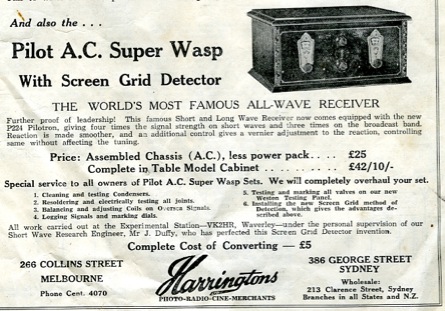 And also the . . .
Pilot A.C. Super Wasp
With Screen Grid Detector
THE WORLD'S MOST FAMOUS ALL-WAVE RECEIVER
Further proof of leadership! This famous Short and Long Wave Receiver now comes equipped with the new
P224 Pilotron, giving four times the signal strength on short waves and three times on the broadcast band.
Reaction is made smoother, and an additional control gives a vernier adjustment to the reaction, controlling
same without affecting the tuning.
Price: Assembled Chassis (A.C.), less power pack.... £25
Complete in Table Model Cabinet ............ £42/10/-
Special service to all owners of Pilot A.C. Super Wasp Sets. We will completely overhaul your set.
1. Cleaning and testing Condensers.
2. Resoldering and electrically testing all joints.
3. Balancing and adjusting Coils on Oversea Signals.
4. Logging Signals and marking dials.
5. Testing and marking all valves on our new
Weston Testing Panel.
6. Installing the new Screen Grid method of
Detection, which gives the advantages de-
scribed above.
All work carried out at the Experimental Station—VK2HR, Waverley—under the personal supervision of our
Short Wave Research Engineer, Mr. J. Duffy, who has perfected this Screen Grid Detector invention.
Complete Cost of Converting — £5
266 COLLINS STREET
MELBOURNE
Phone Cent. 4070
Harringtons
PHOTO-RADIO-CINE-MERCHANTS
386 GEORGE STREET
SYDNEY
Wholesale:
213 Clarence Street, Sydney
Branches in all States and N.Z.